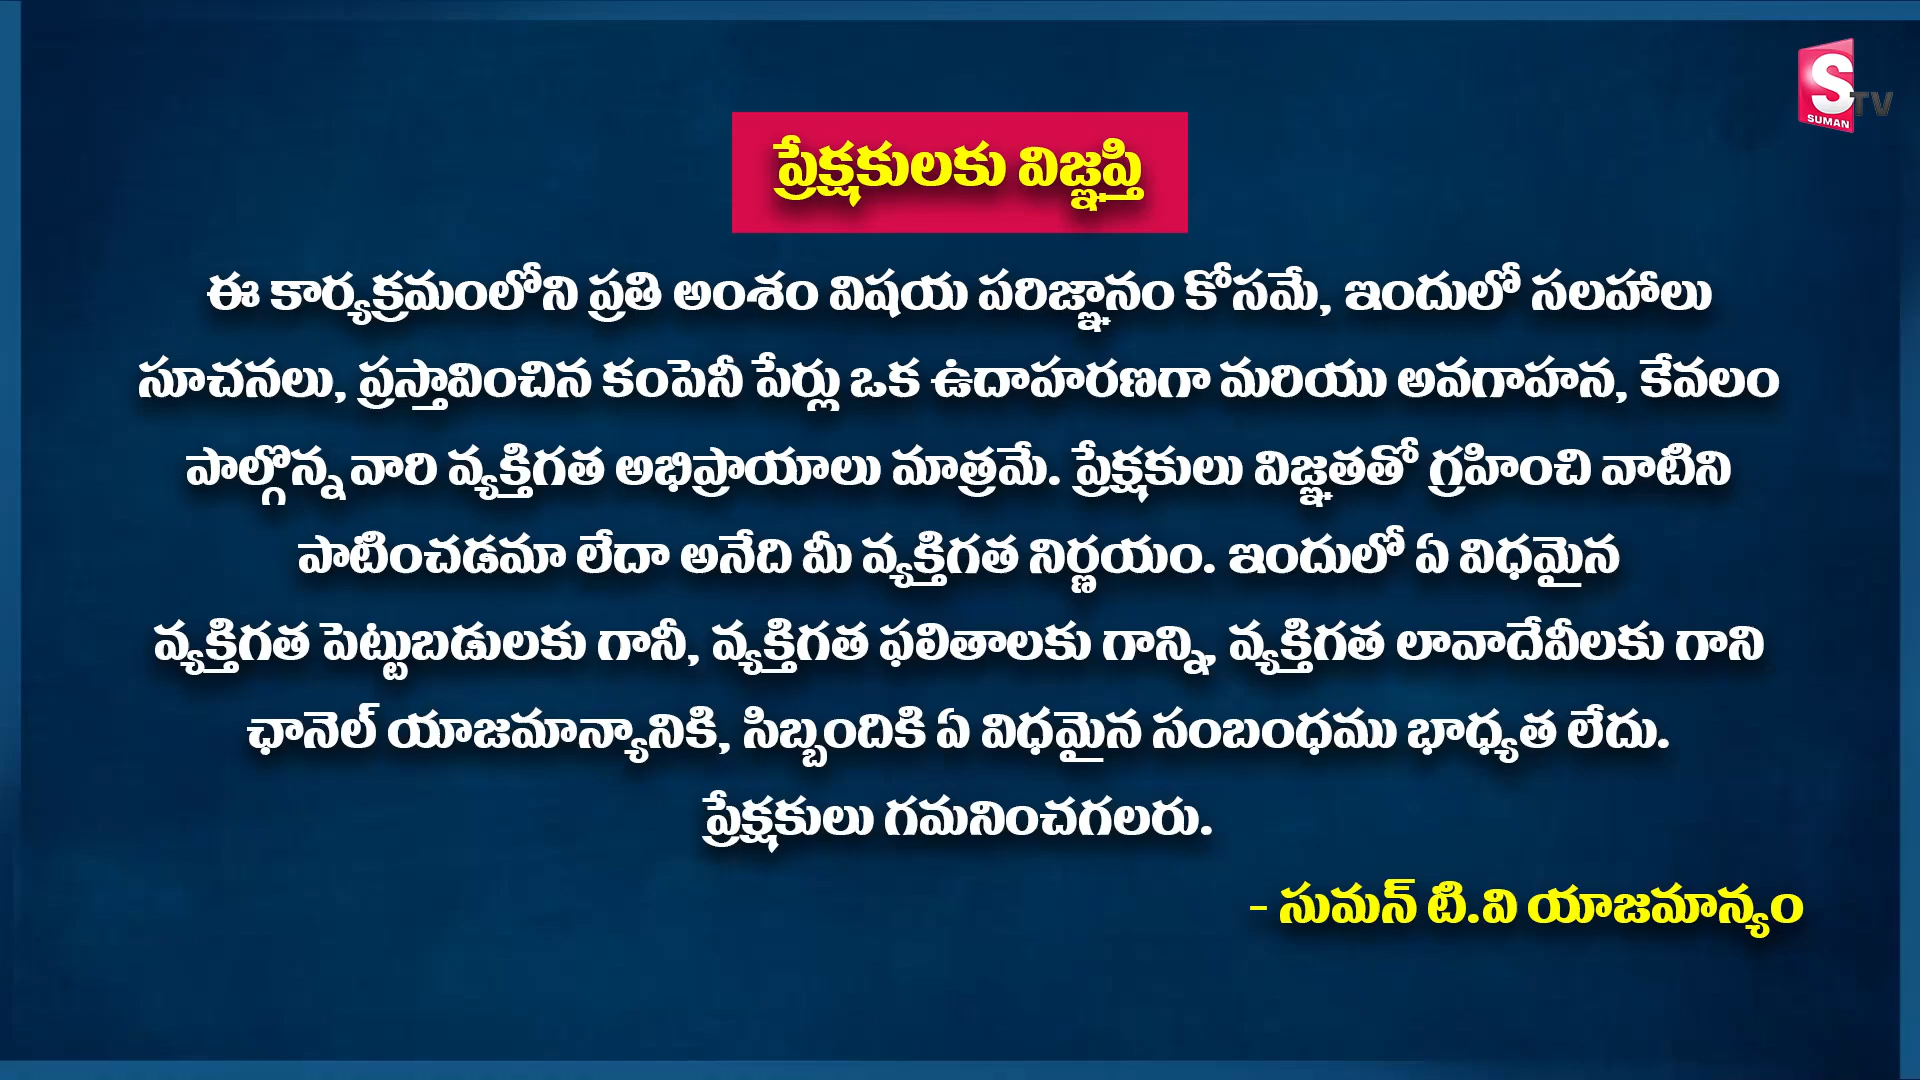 S
TV
SUMAN
ప్రేక్షకులకు విజ్ఞప్తి
ఈ కార్యక్రమంలోని ప్రతి అంశం విషయ పరిజ్ఞానం కోసమే, ఇందులో సలహాలు
సూచనలు, ప్రస్తావించిన కంపెనీ పేర్లు ఒక ఉదాహరణగా మరియు అవగాహన, కేవలం
పాల్గొన్న వారి వ్యక్తిగత అభిప్రాయాలు మాత్రమే. ప్రేక్షకులు విజ్ఞతతో గ్రహించి వాటిని
పాటించడమా లేదా అనేది మీ వ్యక్తిగత నిర్ణయం. ఇందులో ఏ విధమైన
వ్యక్తిగత పెట్టుబడులకు గానీ, వ్యక్తిగత ఫలితాలకు గాన్ని, వ్యక్తిగత లావాదేవీలకు గాని
ఛానెల్ యాజమాన్యానికి, సిబ్బందికి ఏ విధమైన సంబంధము భాధ్యత లేదు.
ప్రేక్షకులు గమనించగలరు.
- సుమన్ టి.వి యాజమాన్యం